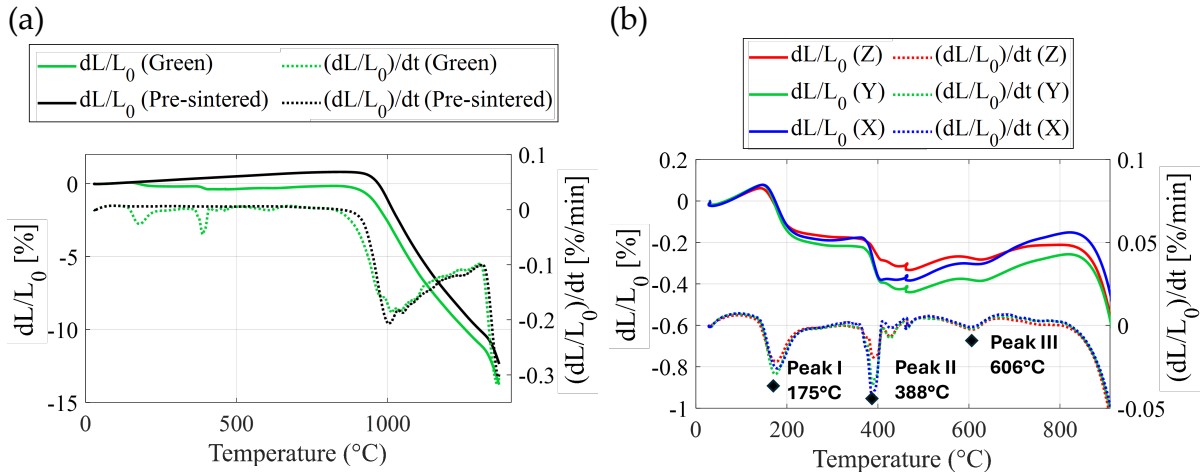 (a)
dL/L0 (Green)
(dL/L0)/dt (Green)
dL/L0 (Pre-sintered)
(dL/L0)/dt (Pre-sintered)
dL/L0 [%]
0
-5
-10
-15
0
500
1000
Temperature (°C)
0.1
0
-0.1
-0.2
-0.3
(dL/L0)/dt [%/min]
(b)
dL/L0 (Z)
(dL/L0)/dt (Z)
dL/L0 (Y)
(dL/L0)/dt (Y)
dL/L0 (X)
(dL/L0)/dt (X)
dL/L0 [%]
0.2
0
-0.2
-0.4
-0.6
-0.8
-1
0
200
400
600
800
Temperature (°C)
0.1
0.05
0
-0.05
(dL/L0)/dt [%/min]
Peak I
175°C
Peak II
388°C
Peak III
606°C